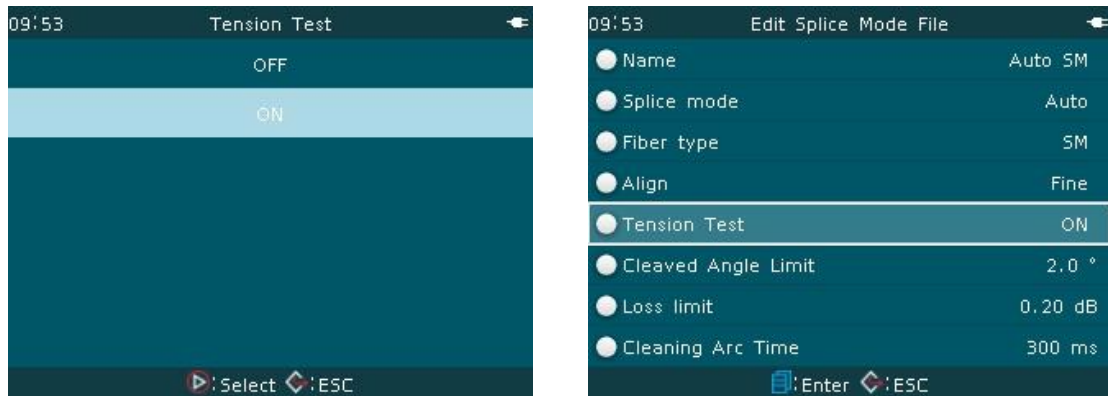 09:53 Tension Test
OFF
ON
:Select :ESC
09:53 Edit Splice Mode File
Name Auto SM
Splice mode Auto
Fiber type SM
Align Fine
Tension Test ON
Cleaved Angle Limit 2.0 °
Loss limit 0.20 dB
Cleaning Arc Time 300 ms
:Enter :ESC